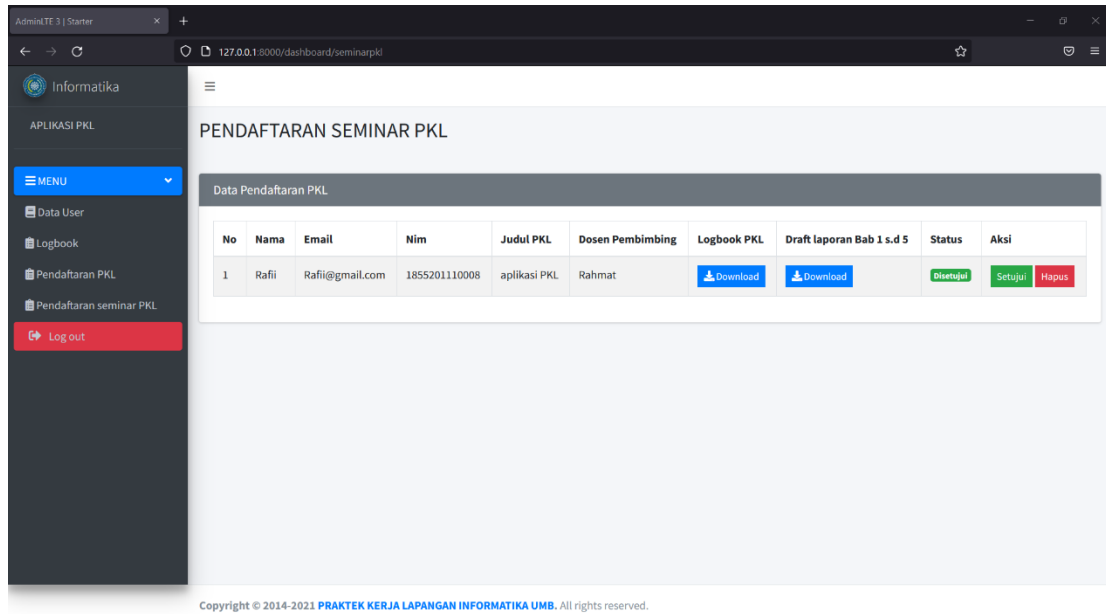 AdminLTE 3 | Starter
127.0.0.1:8000/dashboard/seminarpkl
Informatika
APLIKASI PKL
MENU
Data User
Logbook
Pendaftaran PKL
Pendaftaran seminar PKL
Log out
PENDAFTARAN SEMINAR PKL
Data Pendaftaran PKL
No Nama Email Nim Judul PKL Dosen Pembimbing Logbook PKL Draft laporan Bab 1 s.d 5 Status Aksi
1 Rafii Rafii@gmail.com 1855201110008 aplikasi PKL Rahmat Download Download Disetujui Setujui Hapus
Copyright © 2014-2021 PRAKTEK KERJA LAPANGAN INFORMATIKA UMB. All rights reserved.